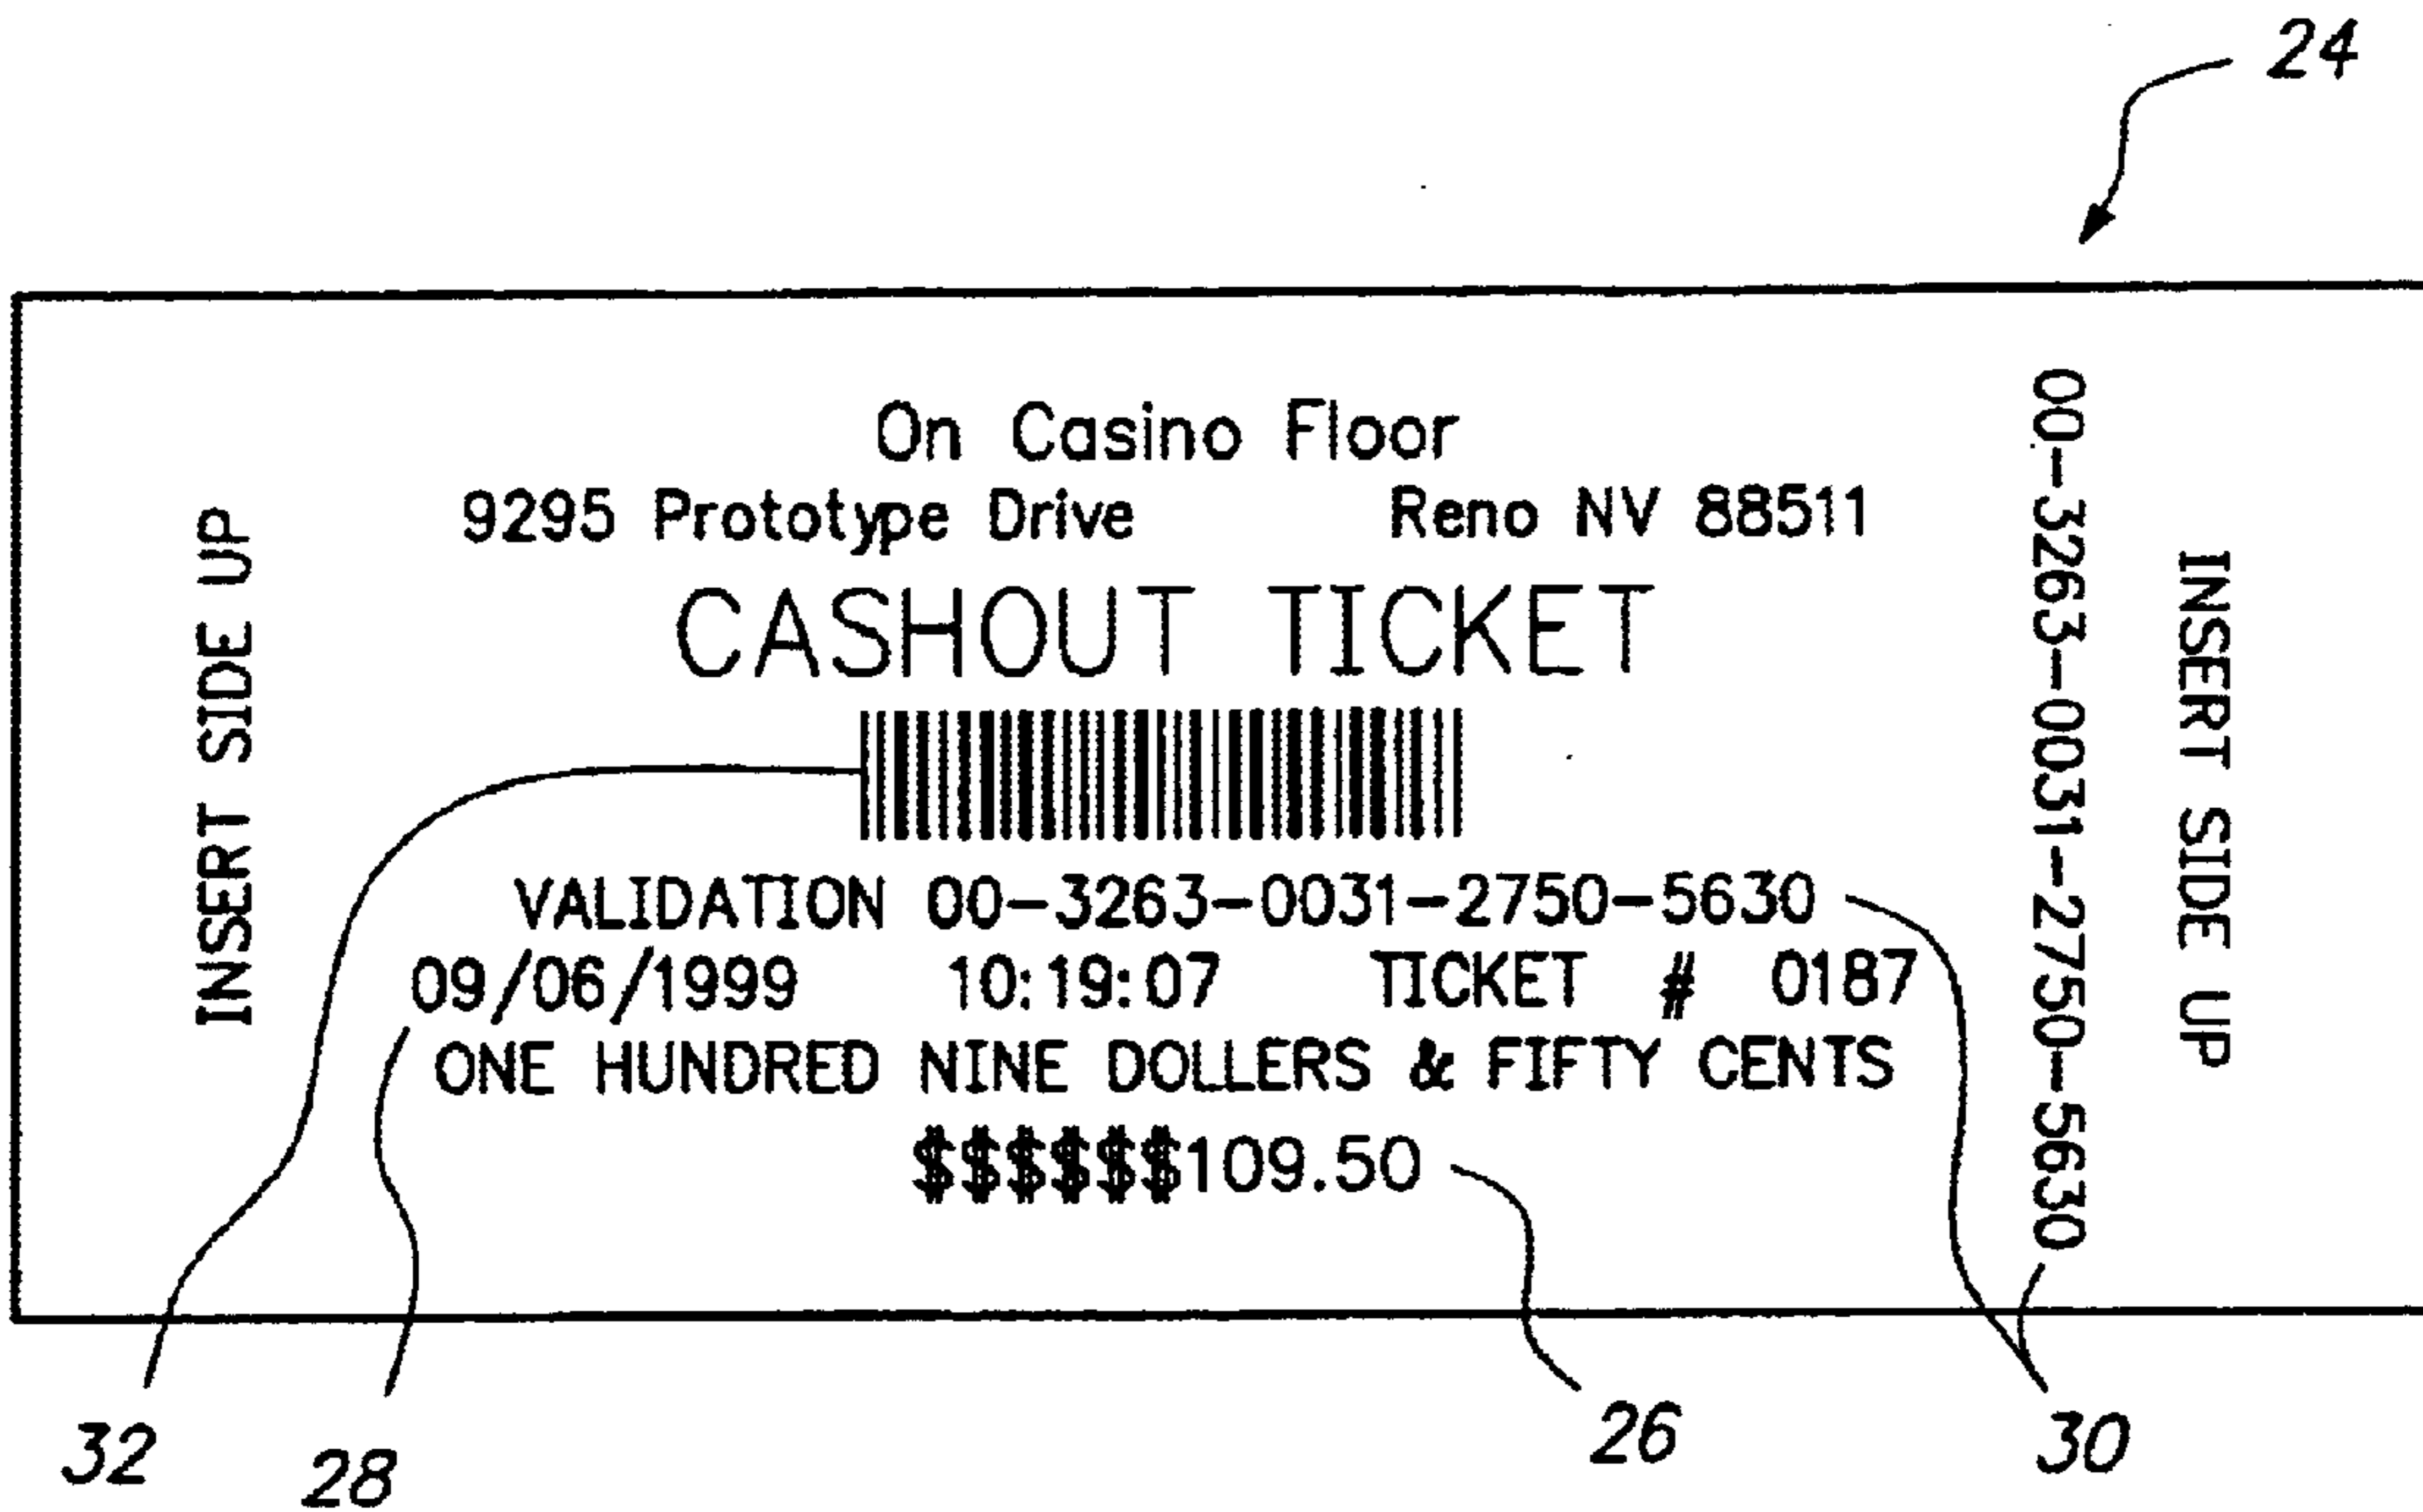 24
On Casino Floor
9295 Prototype Drive Reno NV 88511
CASHOUT TICKET
VALIDATION 00-3263-0031-2750-5630
09/06/1999 10:19:07 TICKET # 0187
ONE HUNDRED NINE DOLLERS & FIFTY CENTS
$$$$$$109.50
INSERT SIDE UP
00-3263-0031-2750-5630
INSERT SIDE UP
32
28
26
30